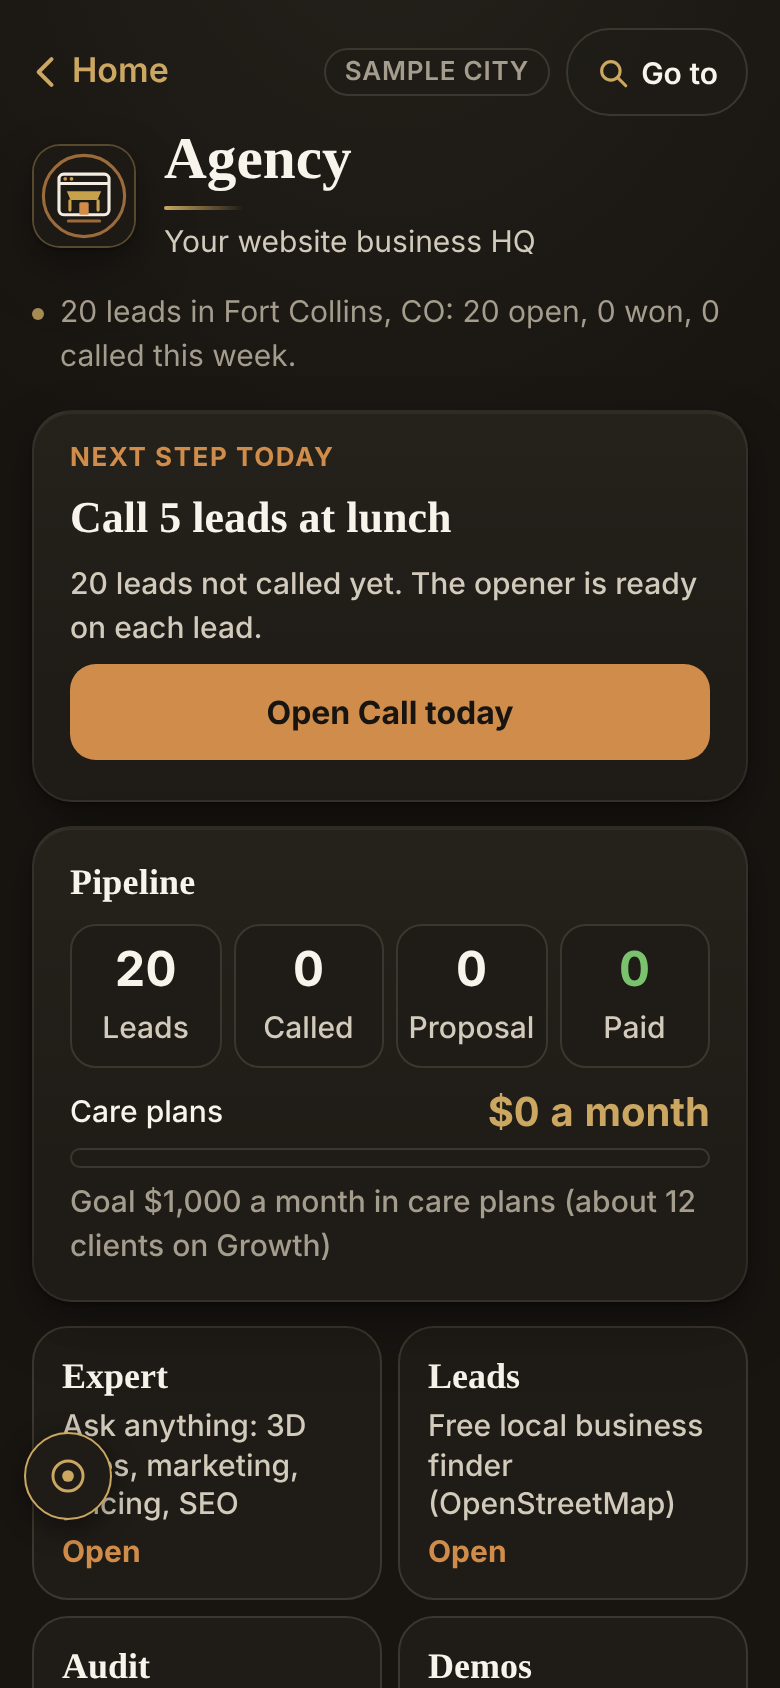 Home
SAMPLE CITY
Go to
Agency
Your website business HQ
20 leads in Fort Collins, CO: 20 open, 0 won, 0
called this week.
NEXT STEP TODAY
Call 5 leads at lunch
20 leads not called yet. The opener is ready
on each lead.
Open Call today
Pipeline
20
Leads
0
Called
0
Proposal
0
Paid
Care plans
$0 a month
Goal $1,000 a month in care plans (about 12
clients on Growth)
Expert
Ask anything: 3D
marketing,
SEO
Open
Leads
Free local business
finder
(OpenStreetMap)
Open
Audit
Demos